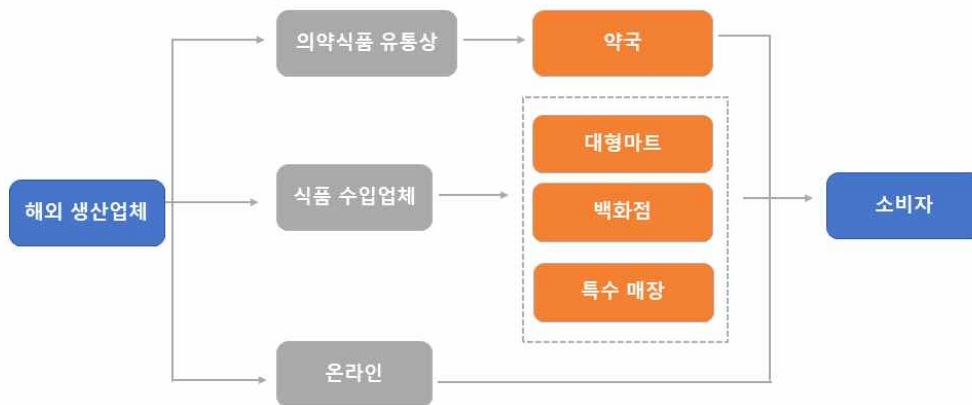 의약식품 유통상
약국
대형마트
해외 생산업체
식품 수입업체
백화점
소비자
특수 매장
온라인